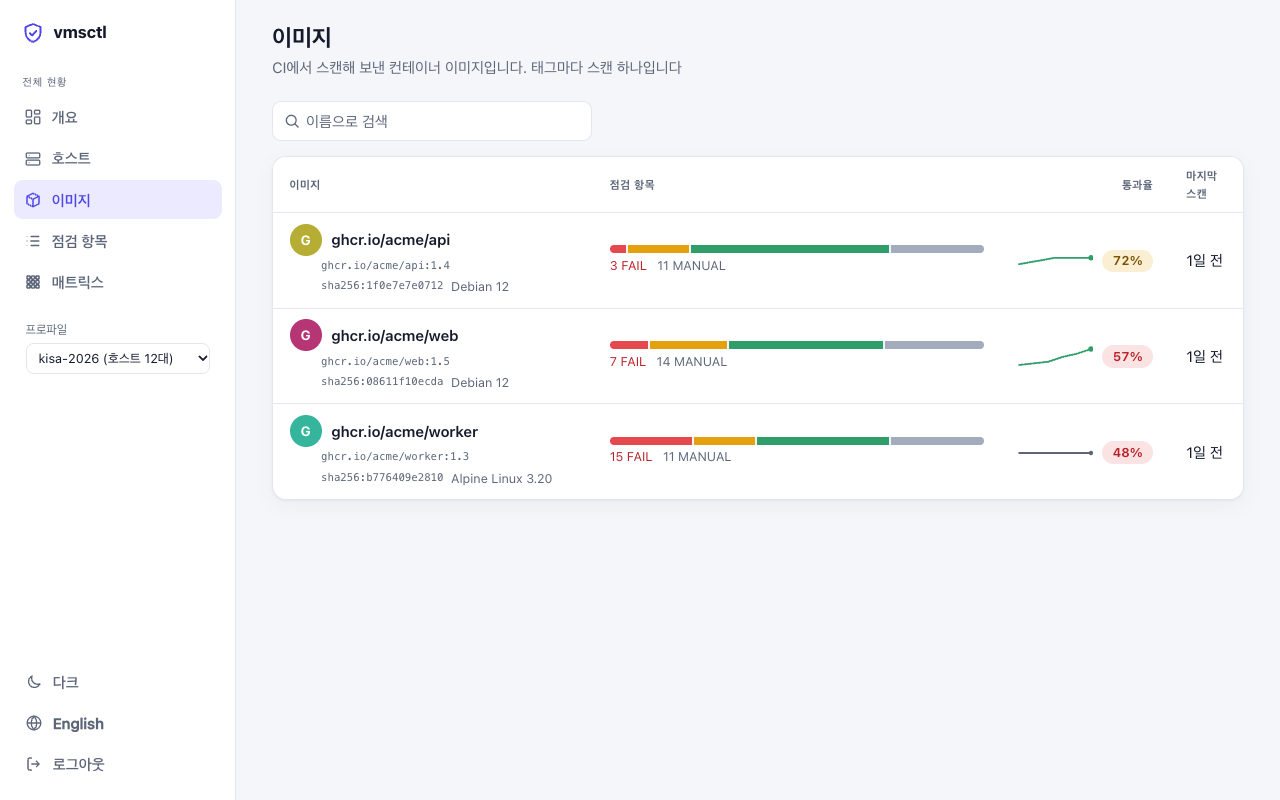 vmsctl
전체 현황
개요
호스트
이미지
점검 항목
매트릭스
프로파일
kisa-2026 (호스트 12대)
다크
English
로그아웃
이미지
CI에서 스캔해 보낸 컨테이너 이미지입니다. 태그마다 스캔 하나입니다
이름으로 검색
이미지 점검 항목 통과율 마지막
스캔
G ghcr.io/acme/api
ghcr.io/acme/api:1.4
sha256:1f0e7e7e0712 Debian 12
3 FAIL 11 MANUAL
72%
1일 전
G ghcr.io/acme/web
ghcr.io/acme/web:1.5
sha256:08611f10ecda Debian 12
7 FAIL 14 MANUAL
57%
1일 전
G ghcr.io/acme/worker
ghcr.io/acme/worker:1.3
sha256:b776409e2810 Alpine Linux 3.20
15 FAIL 11 MANUAL
48%
1일 전